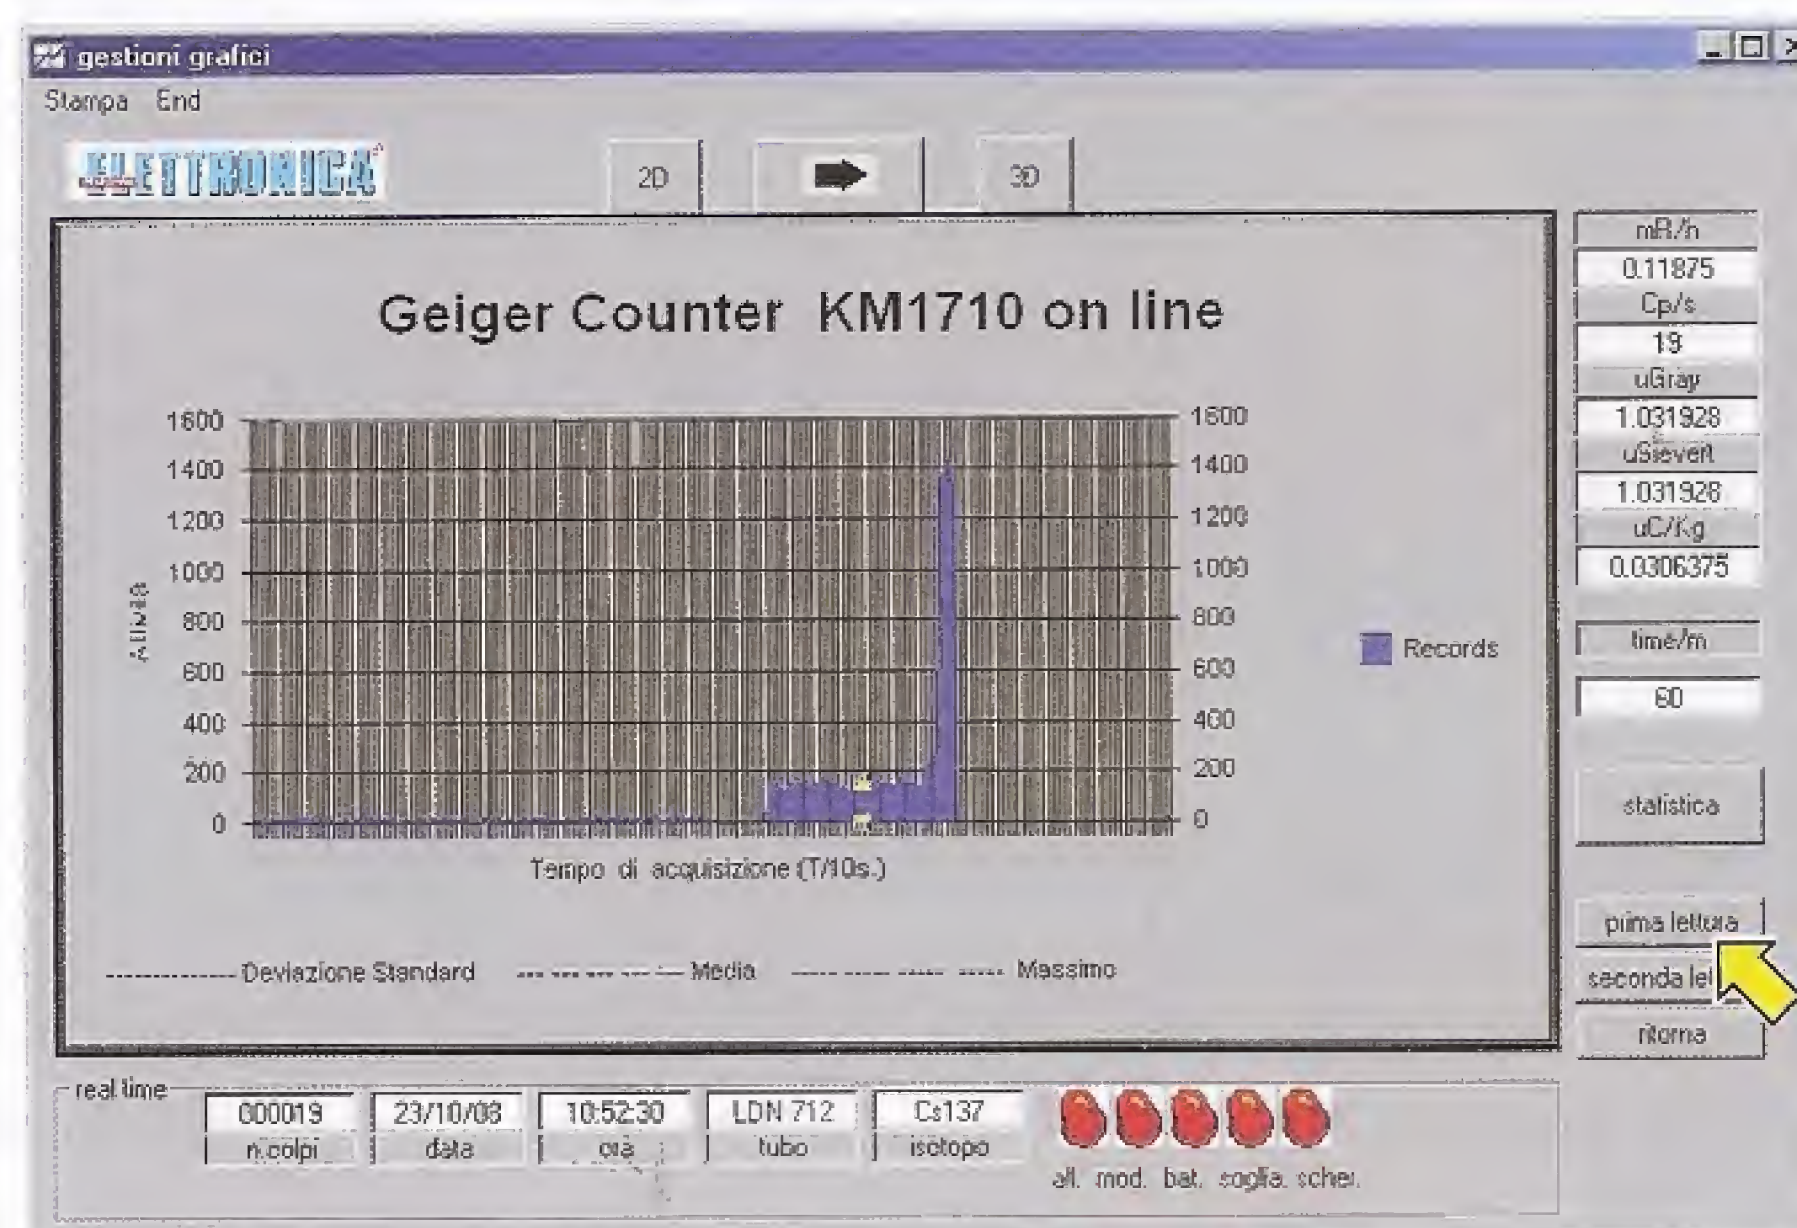 gestioni grafici
Stampa End
ELETTRONICA
2D
3D
Geiger Counter KM1710 on line
1600
1400
1200
1000
800
600
400
200
0
1600
1400
1200
1000
800
600
400
200
0
Attività
Tempo di acquisizione (T/10s.)
Records
Deviazione Standard
Media
Massimo
mR/h
0.11875
Cp/s
19
uGray
1.031928
uSievert
1.031928
uC/Kg
0.0306375
time/m
60
statistica
prima lettura
seconda let
ritorna
real time
000019
23/10/08
10:52:30
LDN 712
Cs137
n.colpi
data
ora
tubo
isotopo
all. mod. bat. soglia. scher.